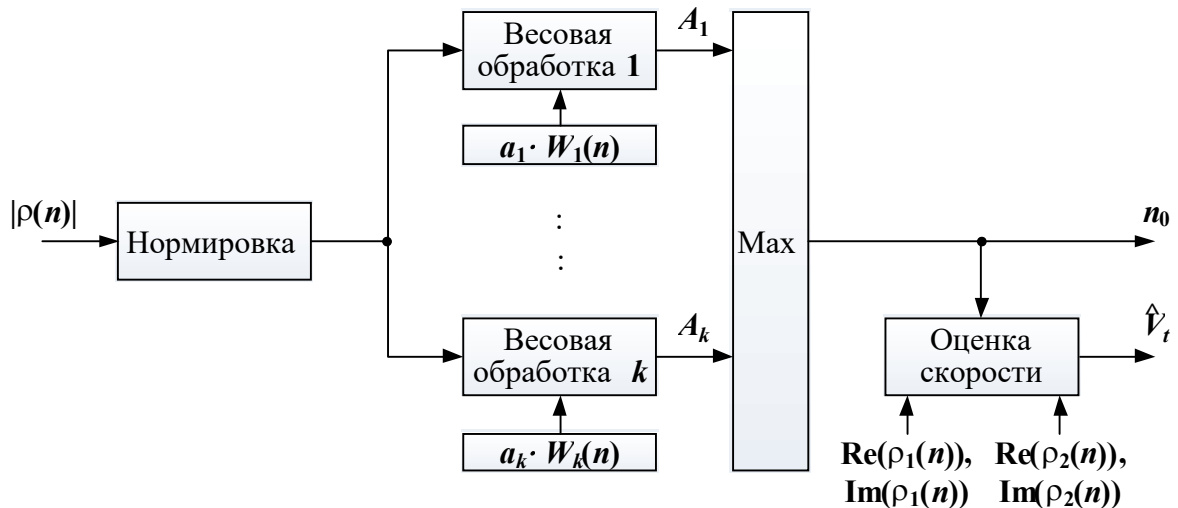 Весовая
обработка 1
A₁
a₁· W₁(n)
|ρ(n)|
Нормировка
:
:
Max
n₀
Весовая
обработка k
Aₖ
aₖ· Wₖ(n)
Оценка
скорости
V̂ₜ
Re(ρ₁(n)),
Im(ρ₁(n))
Re(ρ₂(n)),
Im(ρ₂(n))